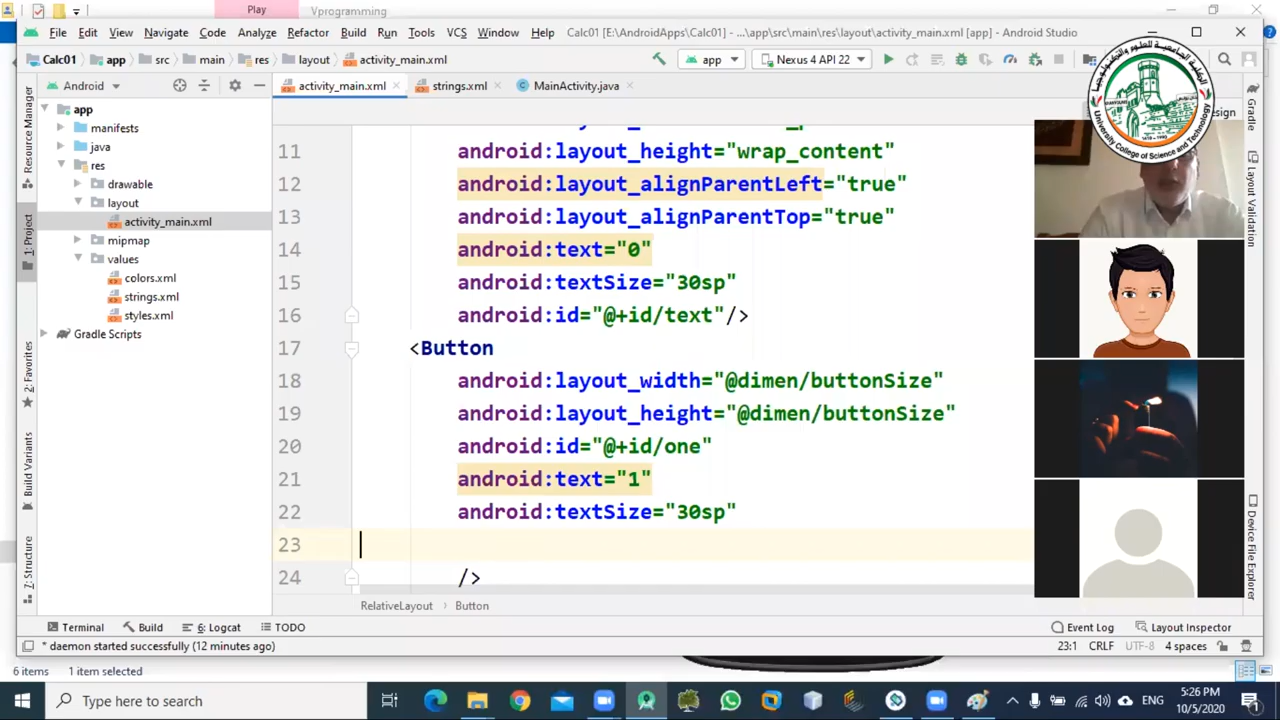 Play
Vprogramming
File Edit View Navigate Code Analyze Refactor Build Run Tools VCS Window Help Calc01 [E:\AndroidApps\Calc01] - ...\app\src\main\res\layout\activity_main.xml [app] - Android Studio
Calc01 app src main res layout activity_main.xml app Nexus 4 API 22
Android activity_main.xml strings.xml MainActivity.java
app
manifests
java
res
drawable
layout
activity_main.xml
mipmap
values
colors.xml
strings.xml
styles.xml
Gradle Scripts
Resource Manager
1: Project
2: Favorites
Build Variants
7: Structure
11 android:layout_height="wrap_content"
12 android:layout_alignParentLeft="true"
13 android:layout_alignParentTop="true"
14 android:text="0"
15 android:textSize="30sp"
16 android:id="@+id/text"/>
17 <Button
18 android:layout_width="@dimen/buttonSize"
19 android:layout_height="@dimen/buttonSize"
20 android:id="@+id/one"
21 android:text="1"
22 android:textSize="30sp"
23
24 />
RelativeLayout Button
University College of Science and Technology
Gradle
Layout Validation
Device File Explorer
Terminal Build 6: Logcat TODO Event Log Layout Inspector
* daemon started successfully (12 minutes ago) 23:1 CRLF UTF-8 4 spaces
6 items 1 item selected
Type here to search
ENG
5:26 PM
10/5/2020